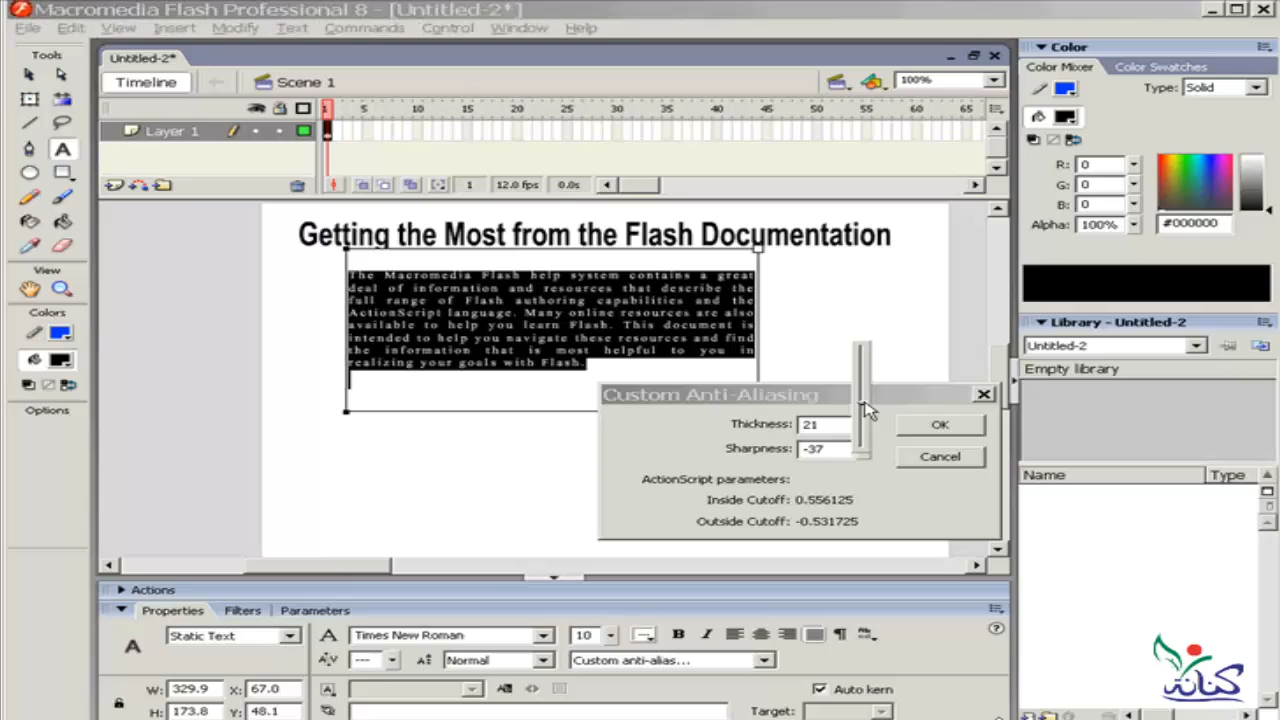 Macromedia Flash Professional 8 - [Untitled-2*]
File Edit View Insert Modify Text Commands Control Window Help
Tools
View
Colors
Options
Untitled-2*
Timeline
Scene 1
100%
1 5 10 15 20 25 30 35 40 45 50 55 60 65
Layer 1
1 12.0 fps 0.0s
Getting the Most from the Flash Documentation
The Macromedia Flash help system contains a great
deal of information and resources that describe the
full range of Flash authoring capabilities and the
ActionScript language. Many online resources are also
available to help you learn Flash. This document is
intended to help you navigate these resources and find
the information that is most helpful to you in
realizing your goals with Flash.
Custom Anti-Aliasing
Thickness: 21
OK
Sharpness: -37
Cancel
ActionScript parameters:
Inside Cutoff: 0.556125
Outside Cutoff: -0.531725
Color
Color Mixer Color Swatches
Type: Solid
R: 0
G: 0
B: 0
Alpha: 100%
#000000
Library - Untitled-2
Untitled-2
Empty library
Name Type
Actions
Properties Filters Parameters
A Static Text A Times New Roman 10 B I
A/V --- Normal Custom anti-alias...
W: 329.9 X: 67.0 Auto kern
H: 173.8 Y: 48.1 Target:
كنانة